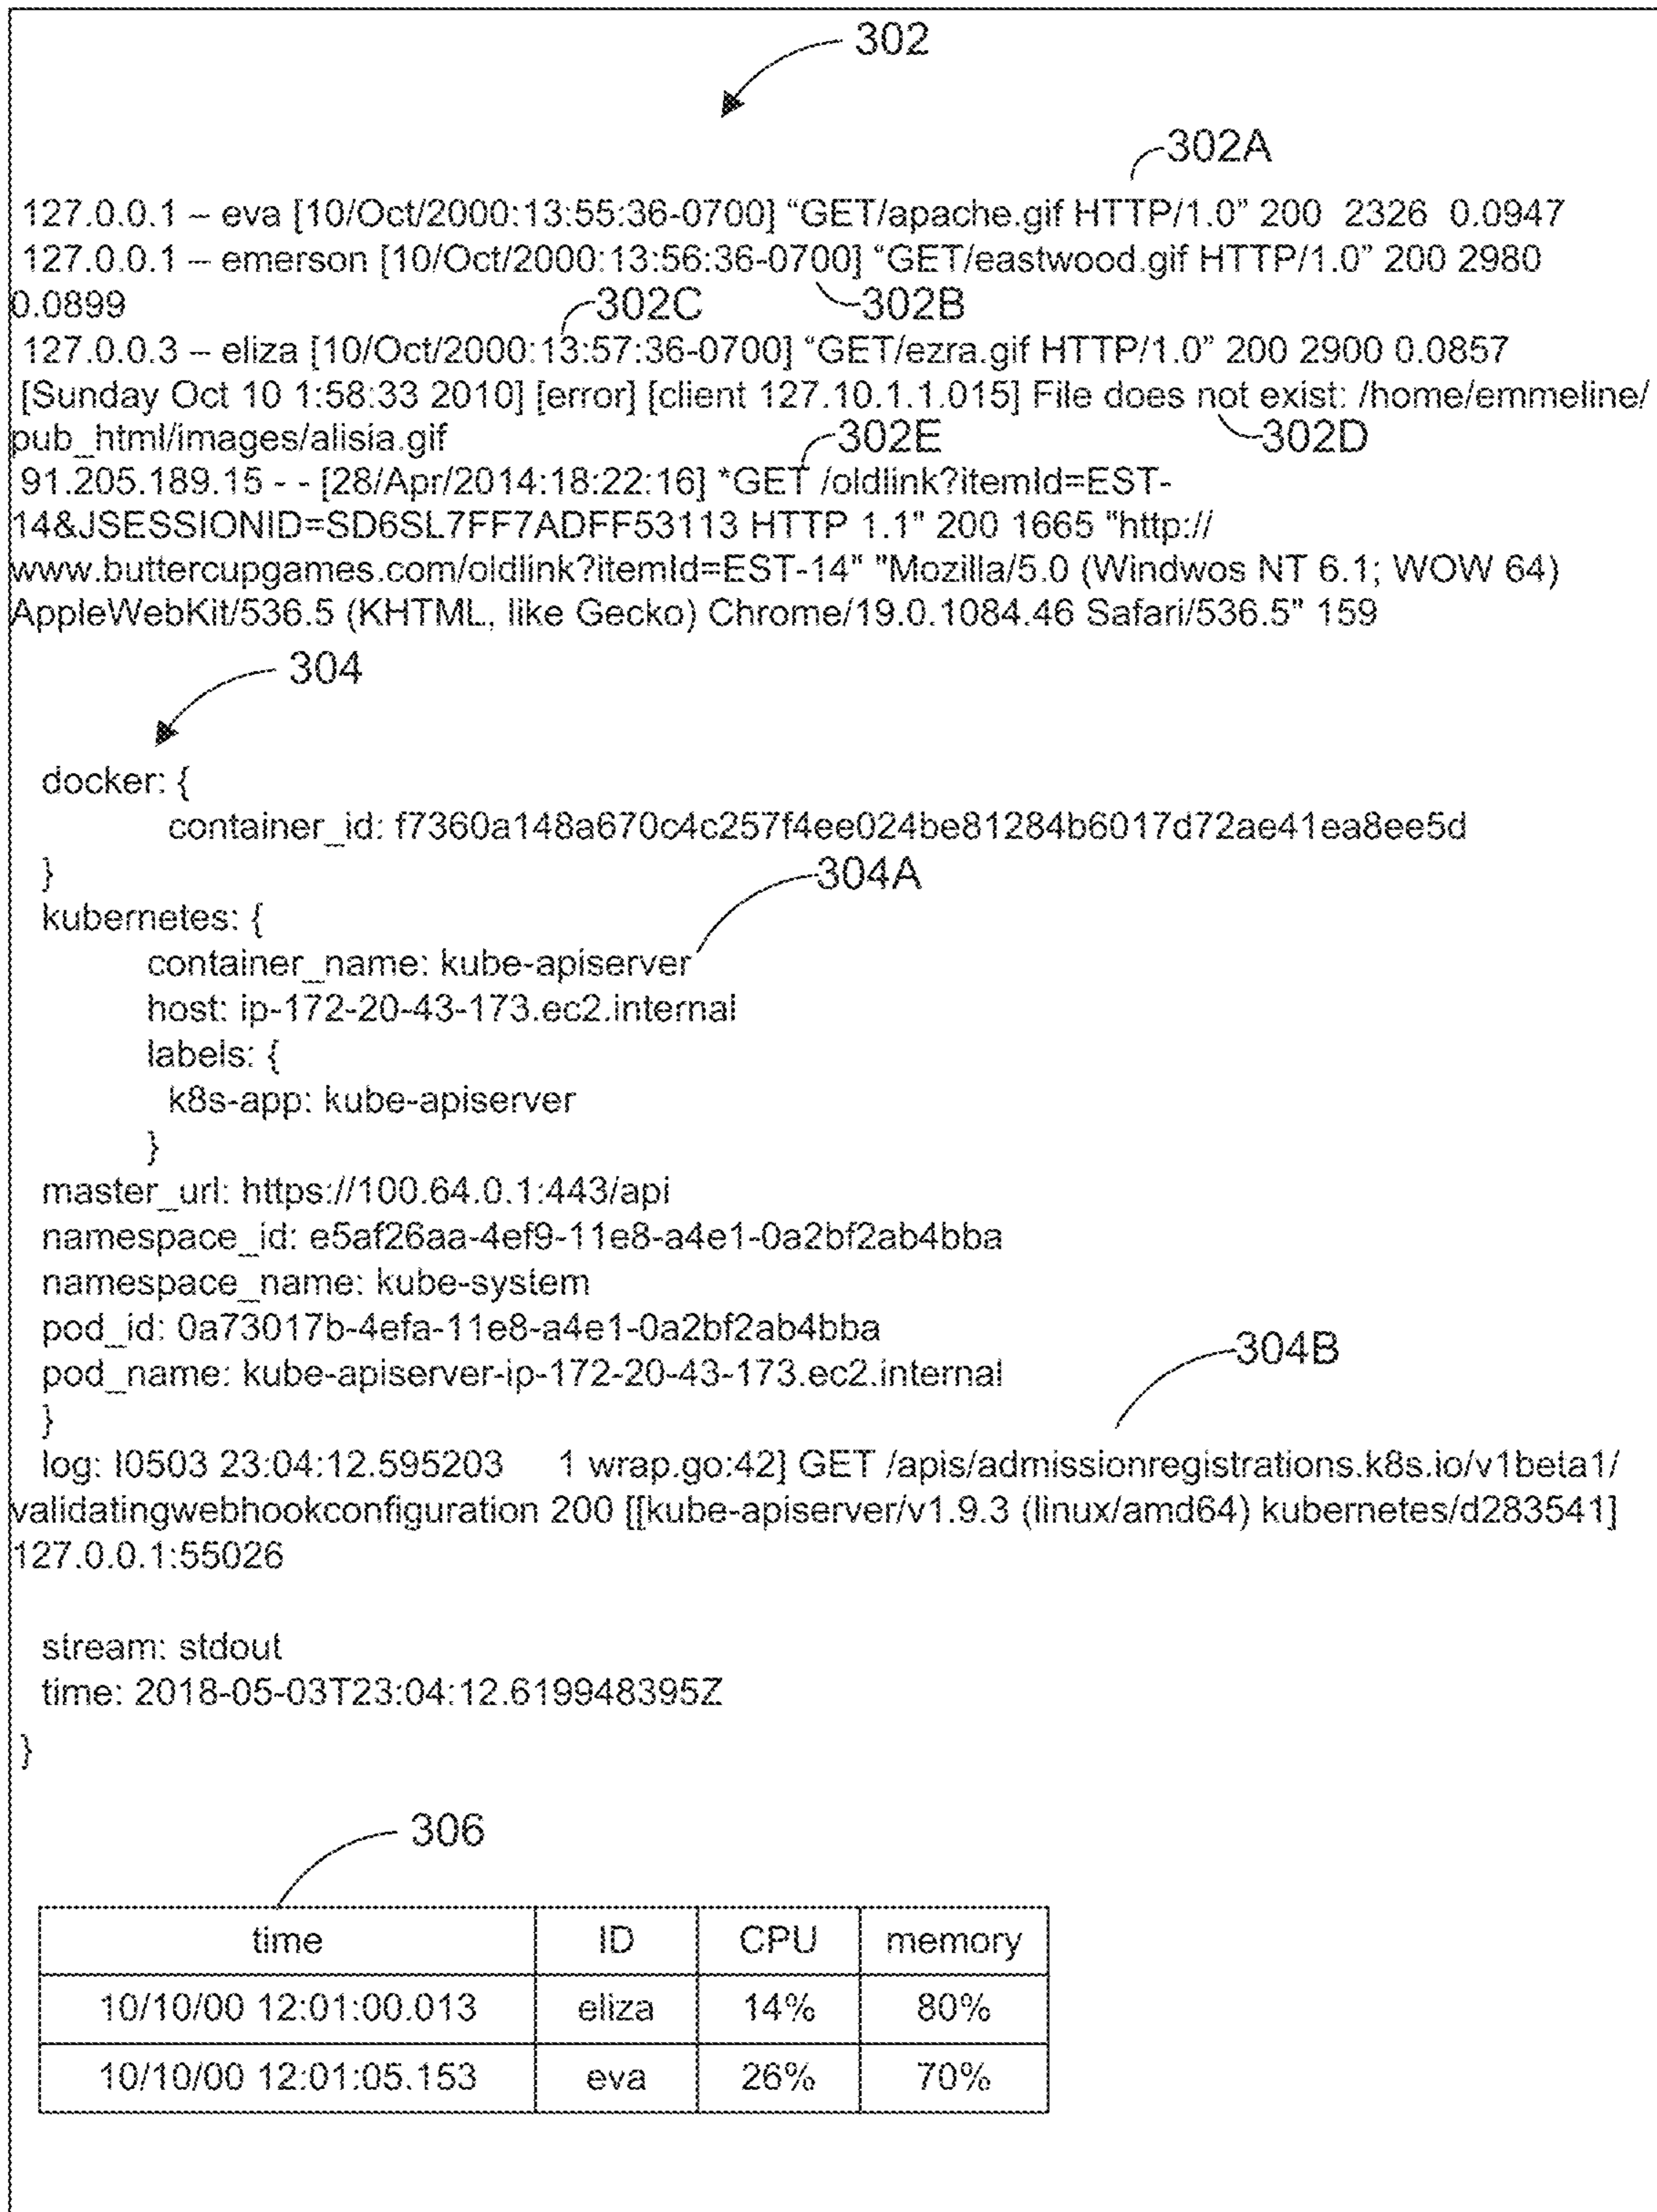 302
302A
127.0.0.1 – eva [10/Oct/2000:13:55:36-0700] “GET/apache.gif HTTP/1.0” 200  2326  0.0947
127.0.0.1 – emerson [10/Oct/2000:13:56:36-0700] “GET/eastwood.gif HTTP/1.0” 200 2980
0.0899
302C
302B
127.0.0.3 – eliza [10/Oct/2000:13:57:36-0700] “GET/ezra.gif HTTP/1.0” 200 2900 0.0857
[Sunday Oct 10 1:58:33 2010] [error] [client 127.10.1.1.015] File does not exist: /home/emmeline/
pub_html/images/alisia.gif
302E
302D
91.205.189.15 - - [28/Apr/2014:18:22:16] *GET /oldlink?itemId=EST-
14&JSESSIONID=SD6SL7FF7ADFF53113 HTTP 1.1" 200 1665 "http://
www.buttercupgames.com/oldlink?itemId=EST-14" "Mozilla/5.0 (Windwos NT 6.1; WOW 64)
AppleWebKit/536.5 (KHTML, like Gecko) Chrome/19.0.1084.46 Safari/536.5" 159
304
docker: {
container_id: f7360a148a670c4c257f4ee024be81284b6017d72ae41ea8ee5d
}
304A
kubernetes: {
container_name: kube-apiserver
host: ip-172-20-43-173.ec2.internal
labels: {
k8s-app: kube-apiserver
}
master_url: https://100.64.0.1:443/api
namespace_id: e5af26aa-4ef9-11e8-a4e1-0a2bf2ab4bba
namespace_name: kube-system
pod_id: 0a73017b-4efa-11e8-a4e1-0a2bf2ab4bba
304B
pod_name: kube-apiserver-ip-172-20-43-173.ec2.internal
}
log: I0503 23:04:12.595203     1 wrap.go:42] GET /apis/admissionregistrations.k8s.io/v1beta1/
validatingwebhookconfiguration 200 [[kube-apiserver/v1.9.3 (linux/amd64) kubernetes/d283541]
127.0.0.1:55026
stream: stdout
time: 2018-05-03T23:04:12.619948395Z
}
306
time ID CPU memory
10/10/00 12:01:00.013 eliza 14% 80%
10/10/00 12:01:05.153 eva 26% 70%